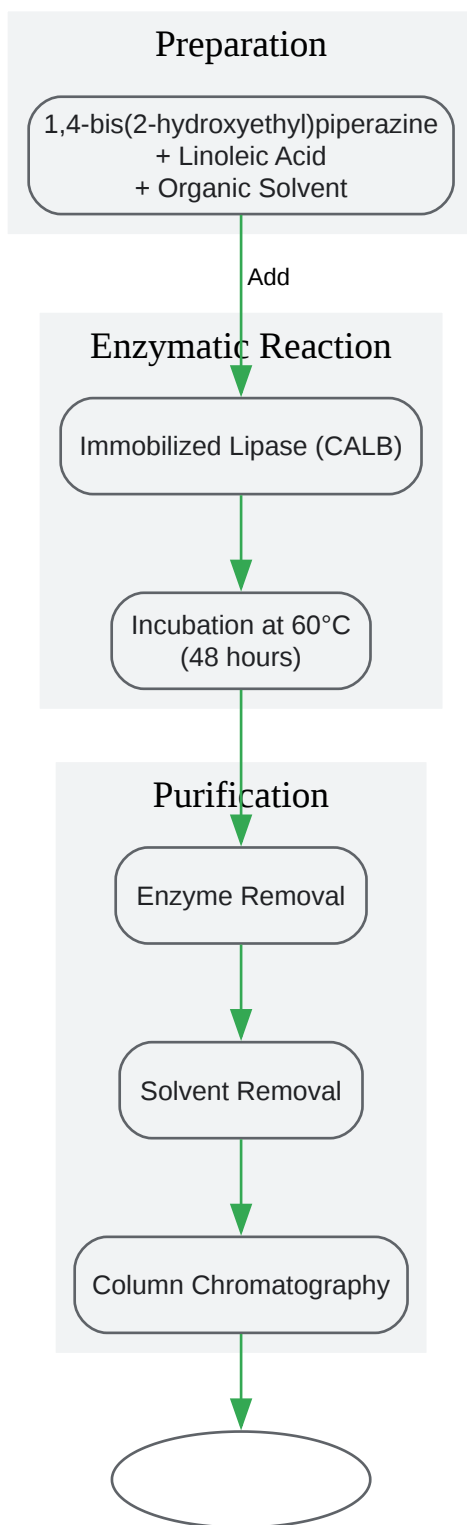 Preparation
1,4-bis(2-hydroxyethyl)piperazine
+ Linoleic Acid
+ Organic Solvent
Add
Enzymatic Reaction
Immobilized Lipase (CALB)
Incubation at 60°C
(48 hours)
Purification
Enzyme Removal
Solvent Removal
Column Chromatography